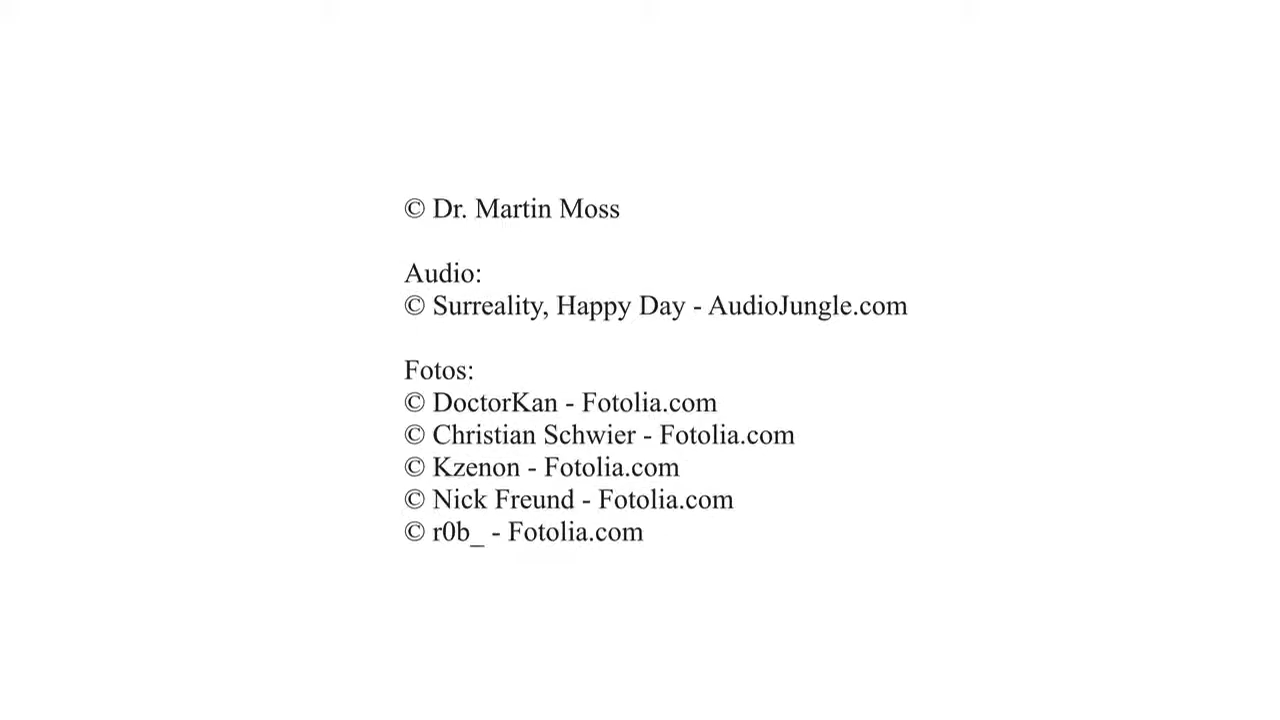 © Dr. Martin Moss
Audio:
© Surreality, Happy Day - AudioJungle.com
Fotos:
© DoctorKan - Fotolia.com
© Christian Schwier - Fotolia.com
© Kzenon - Fotolia.com
© Nick Freund - Fotolia.com
© r0b_ - Fotolia.com